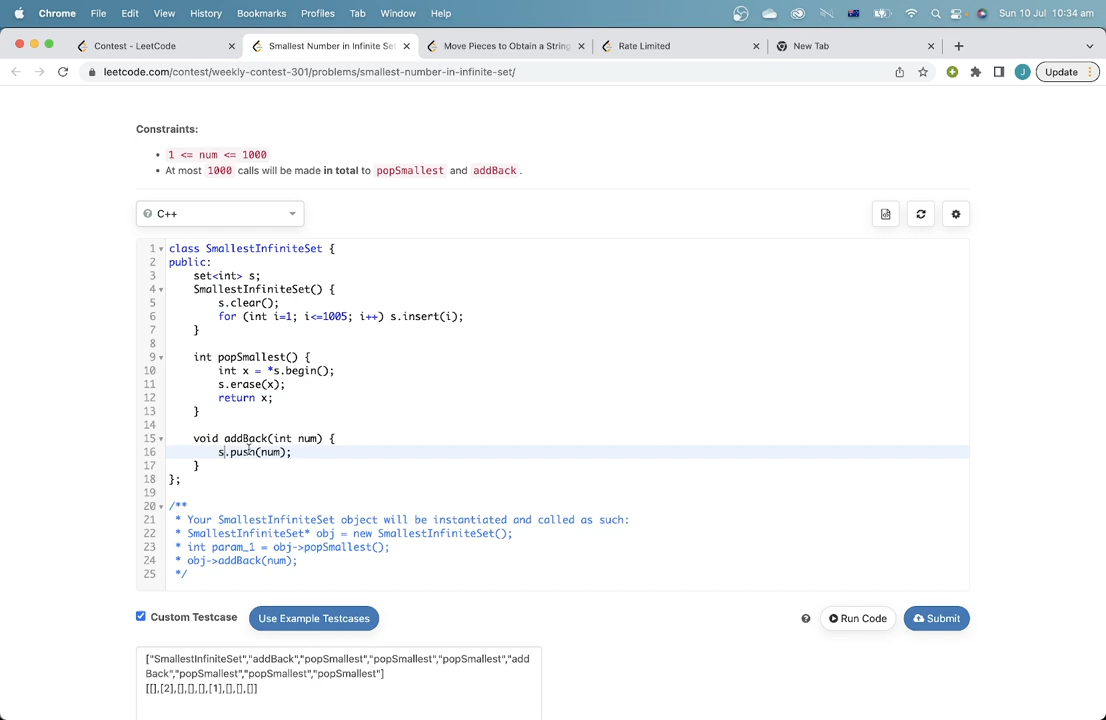 Chrome File Edit View History Bookmarks Profiles Tab Window Help Sun 10 Jul 10:34 am
Contest - LeetCode Smallest Number in Infinite Set Move Pieces to Obtain a String Rate Limited New Tab
leetcode.com/contest/weekly-contest-301/problems/smallest-number-in-infinite-set/ J Update
Constraints:
• 1 <= num <= 1000
• At most 1000 calls will be made in total to popSmallest and addBack .
C++
1 class SmallestInfiniteSet {
2 public:
3 set<int> s;
4 SmallestInfiniteSet() {
5 s.clear();
6 for (int i=1; i<=1005; i++) s.insert(i);
7 }
8
9 int popSmallest() {
10 int x = *s.begin();
11 s.erase(x);
12 return x;
13 }
14
15 void addBack(int num) {
16 s.push(num);
17 }
18 };
19
20 /**
21 * Your SmallestInfiniteSet object will be instantiated and called as such:
22 * SmallestInfiniteSet* obj = new SmallestInfiniteSet();
23 * int param_1 = obj->popSmallest();
24 * obj->addBack(num);
25 */
Custom Testcase Use Example Testcases Run Code Submit
["SmallestInfiniteSet","addBack","popSmallest","popSmallest","popSmallest","add
Back","popSmallest","popSmallest","popSmallest"]
[[],[2],[],[],[],[1],[],[],[]]